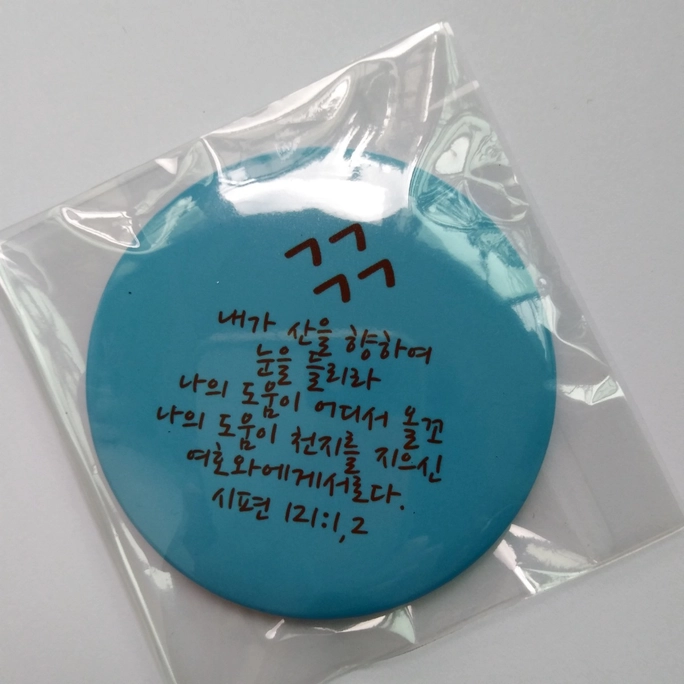 내가 산을 향하여
눈을 들리라
나의 도움이 어디서 올꼬
나의 도움이 천지를 지으신
여호와에게서로다.
시편 121:1,2